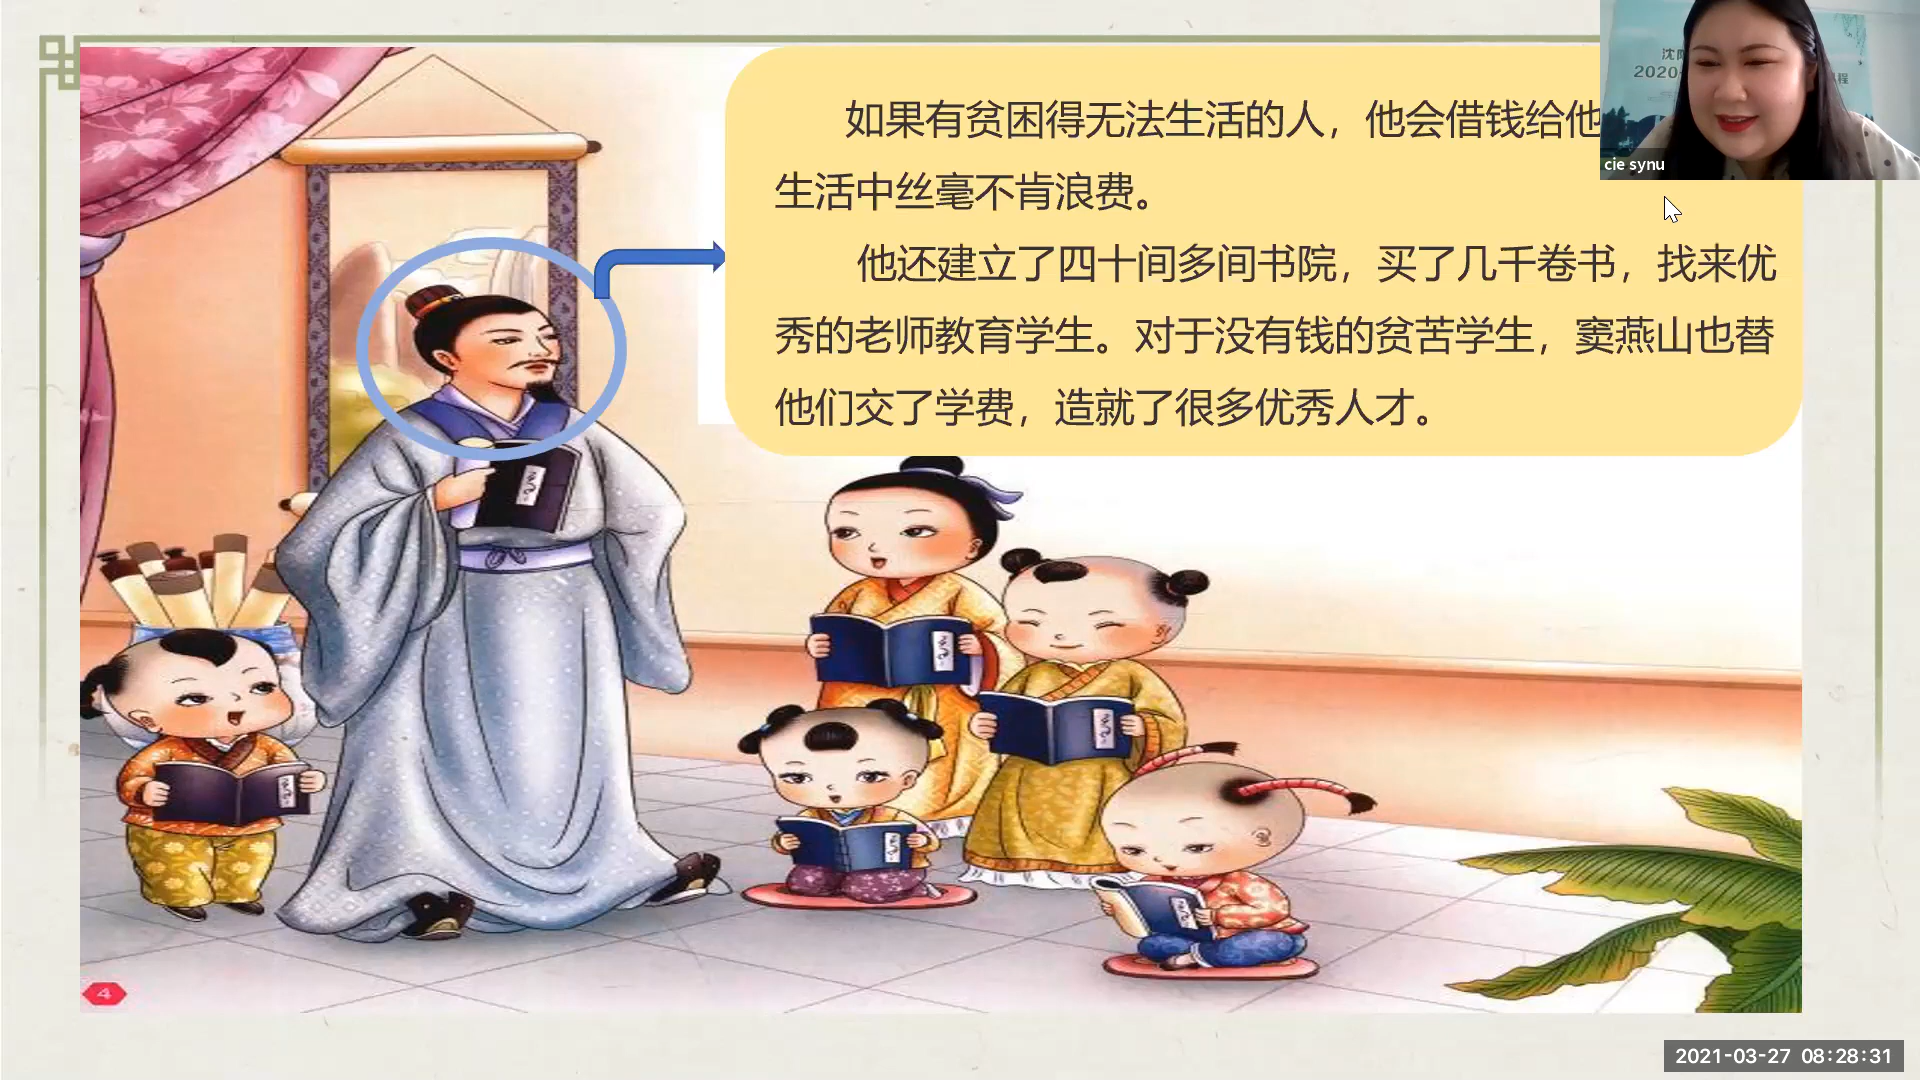 如果有贫困得无法生活的人，他会借钱给他
生活中丝毫不肯浪费。
他还建立了四十间多间书院，买了几千卷书，找来优
秀的老师教育学生。对于没有钱的贫苦学生，窦燕山也替
他们交了学费，造就了很多优秀人才。
沈
2020
程
cie synu
4
2021-03-27 08:28:31